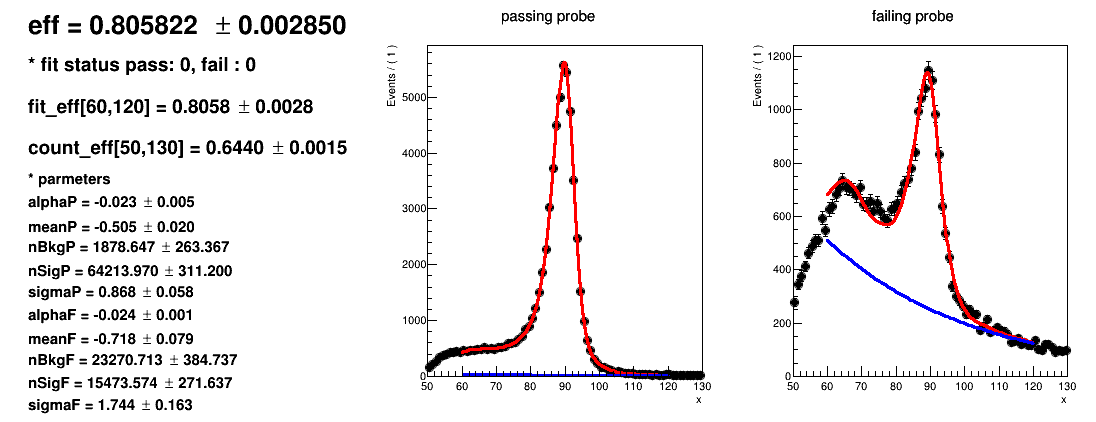 eff = 0.805822 ± 0.002850
* fit status pass: 0, fail : 0
fit_eff[60,120] = 0.8058 ± 0.0028
count_eff[50,130] = 0.6440 ± 0.0015
* parmeters
alphaP = -0.023 ± 0.005
meanP = -0.505 ± 0.020
nBkgP = 1878.647 ± 263.367
nSigP = 64213.970 ± 311.200
sigmaP = 0.868 ± 0.058
alphaF = -0.024 ± 0.001
meanF = -0.718 ± 0.079
nBkgF = 23270.713 ± 384.737
nSigF = 15473.574 ± 271.637
sigmaF = 1.744 ± 0.163
passing probe
Events / ( 1 )
5000
4000
3000
2000
1000
0
50 60 70 80 90 100 110 120 130
x
failing probe
Events / ( 1 )
1200
1000
800
600
400
200
0
50 60 70 80 90 100 110 120 130
x